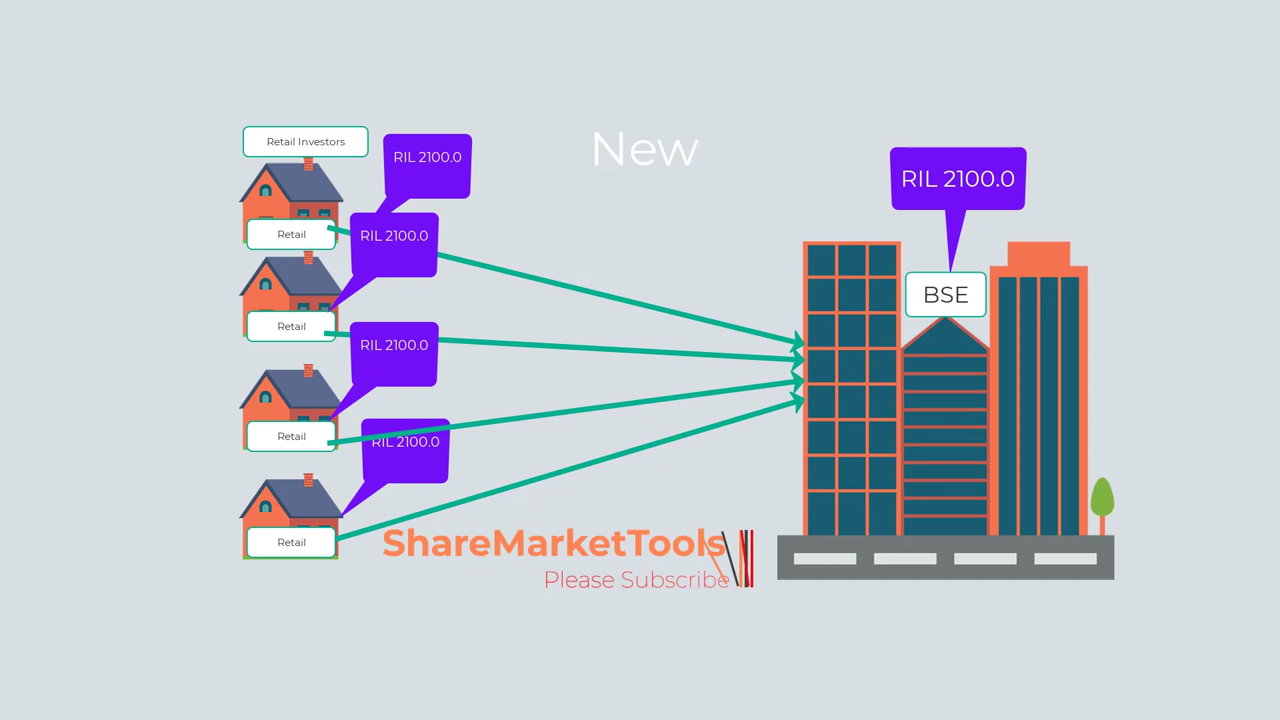 Retail Investors
RIL 2100.0
New
RIL 2100.0
Retail
RIL 2100.0
BSE
Retail
RIL 2100.0
Retail
RIL 2100.0
Retail
ShareMarketTools
Please Subscribe